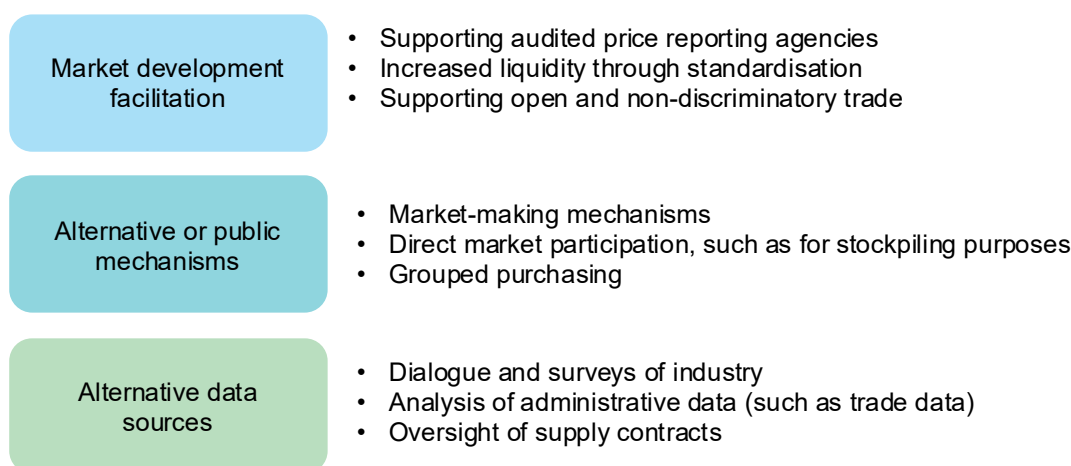 Market development
facilitation
• Supporting audited price reporting agencies
• Increased liquidity through standardisation
• Supporting open and non-discriminatory trade
Alternative or public
mechanisms
• Market-making mechanisms
• Direct market participation, such as for stockpiling purposes
• Grouped purchasing
Alternative data
sources
• Dialogue and surveys of industry
• Analysis of administrative data (such as trade data)
• Oversight of supply contracts